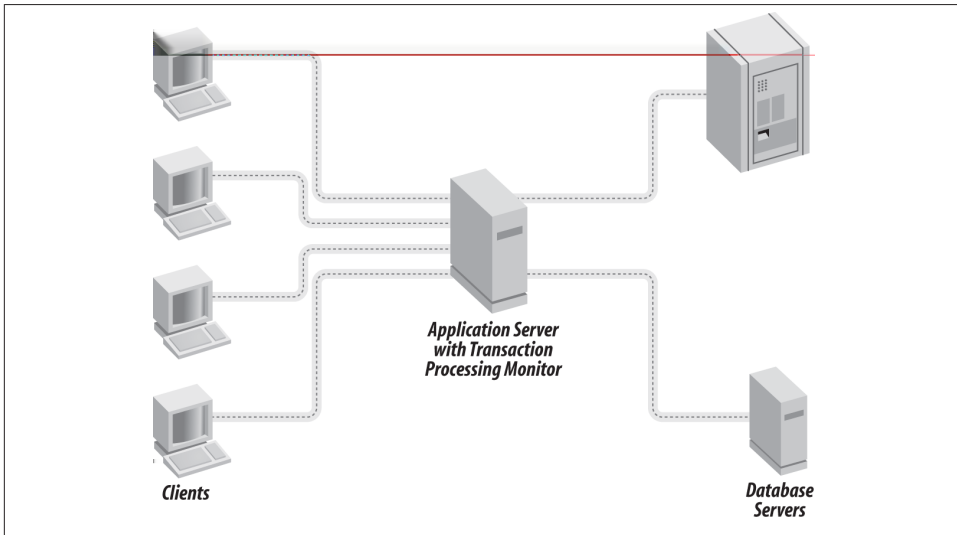 Application Server
with Transaction
Processing Monitor
Clients
Database
Servers